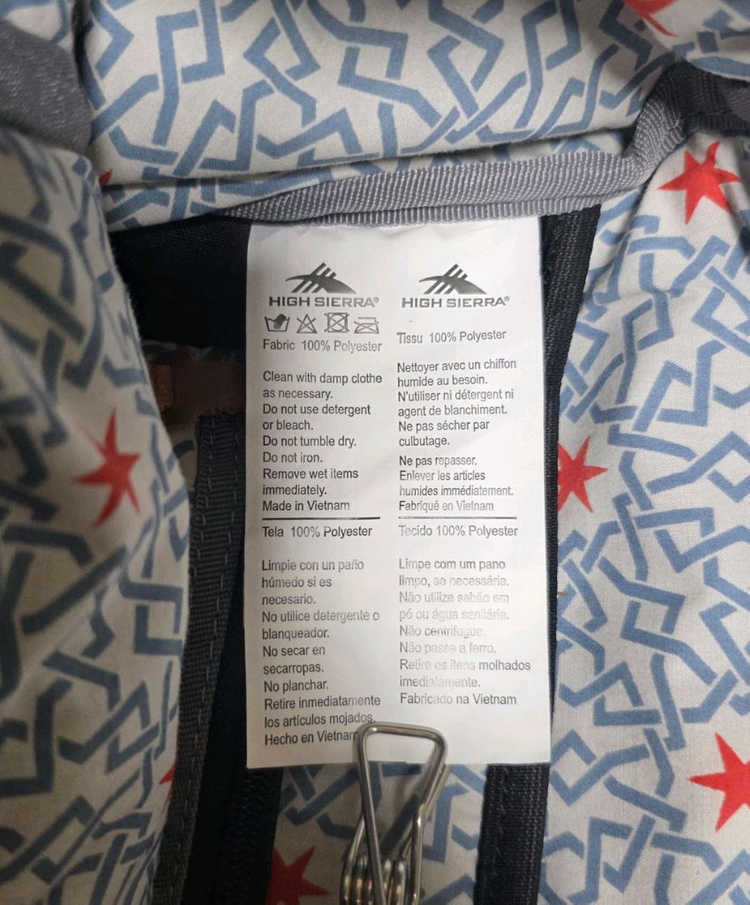 HIGH SIERRA®
Fabric 100% Polyester
Clean with damp clothe
as necessary.
Do not use detergent
or bleach.
Do not tumble dry.
Do not iron.
Remove wet items
immediately.
Made in Vietnam
HIGH SIERRA®
Tissu 100% Polyester
Nettoyer avec un chiffon
humide au besoin.
N'utiliser ni détergent ni
agent de blanchiment.
Ne pas sécher par
culbutage.
Ne pas repasser.
Enlever les articles
humides immédiatement.
Fabriqué en Vietnam
Tela 100% Polyester
Limpie con un paño
húmedo si es
necesario.
No utilice detergente o
blanqueador.
No secar en
secarropas.
No planchar.
Retire inmediatamente
los artículos mojados.
Hecho en Vietnam
Tecido 100% Polyester
Limpe com um pano
limpo, se necessária.
Não utilize sabão em
pó ou água sanitária.
Não centrifugue.
Não passe a ferro.
Retire os itens molhados
imediatamente.
Fabricado na Vietnam